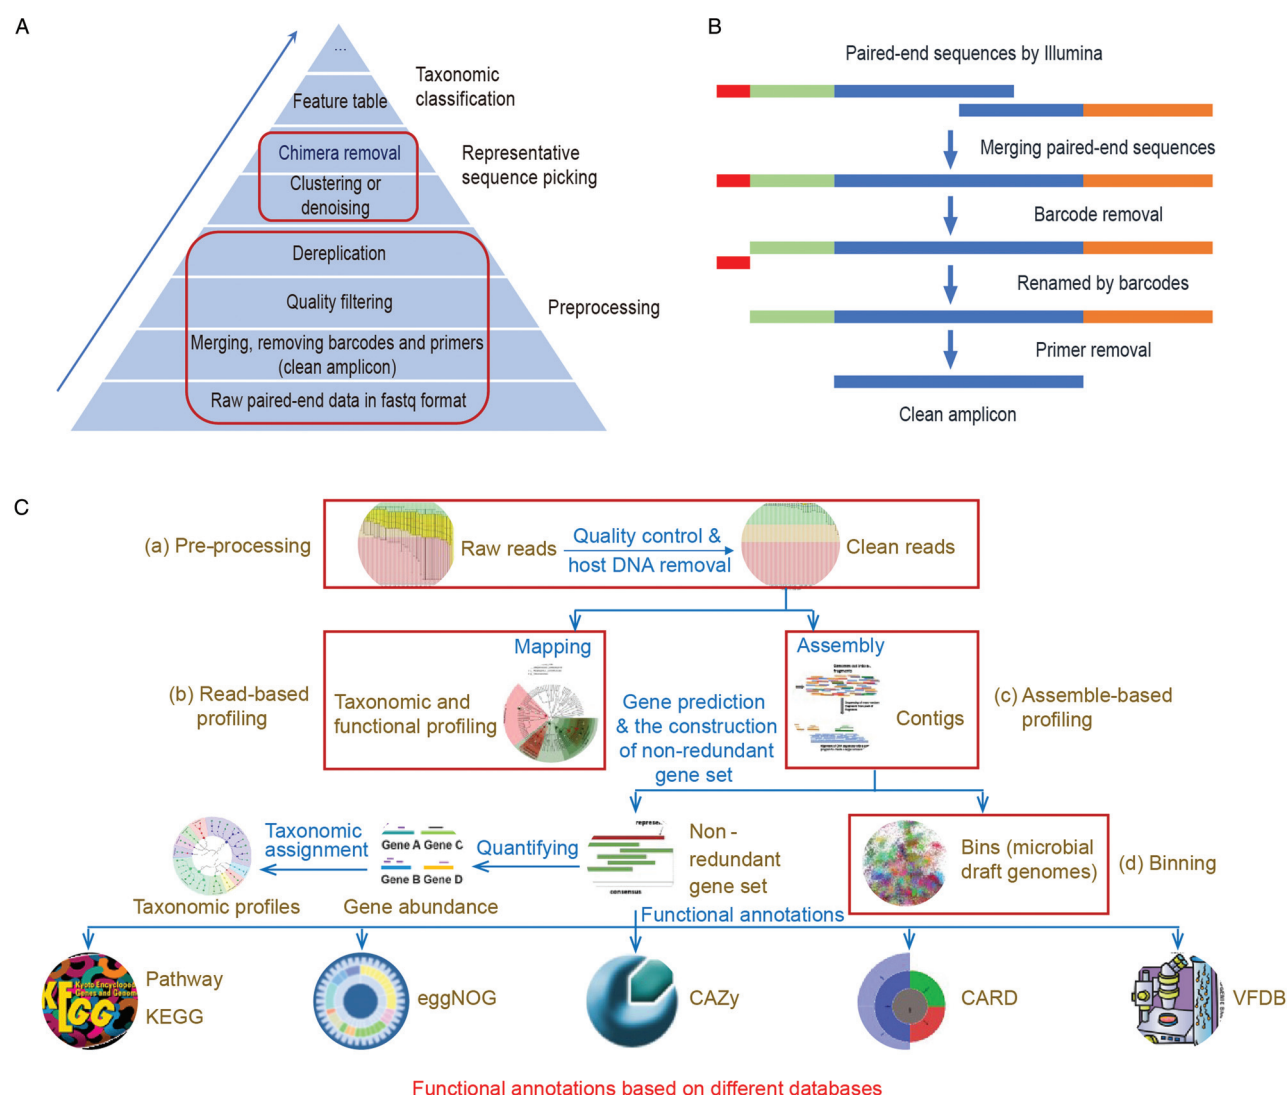 A
...
Feature table
Taxonomic
classification
Chimera removal
Clustering or
denoising
Representative
sequence picking
Dereplication
Quality filtering
Preprocessing
Merging, removing barcodes and primers
(clean amplicon)
Raw paired-end data in fastq format
B
Paired-end sequences by Illumina
Merging paired-end sequences
Barcode removal
Renamed by barcodes
Primer removal
Clean amplicon
C
(a) Pre-processing
Raw reads
Quality control &
host DNA removal
Clean reads
(b) Read-based
profiling
Mapping
Taxonomic and
functional profiling
Assembly
Contigs
(c) Assemble-based
profiling
Gene prediction
& the construction
of non-redundant
gene set
Taxonomic
assignment
Taxonomic profiles
Gene A Gene C
Gene B Gene D
Gene abundance
Quantifying
consensus
Non-
redundant
gene set
Bins (microbial
draft genomes)
(d) Binning
Functional annotations
KEGG
Pathway
KEGG
eggNOG
CAZy
CARD
VFDB
Functional annotations based on different databases